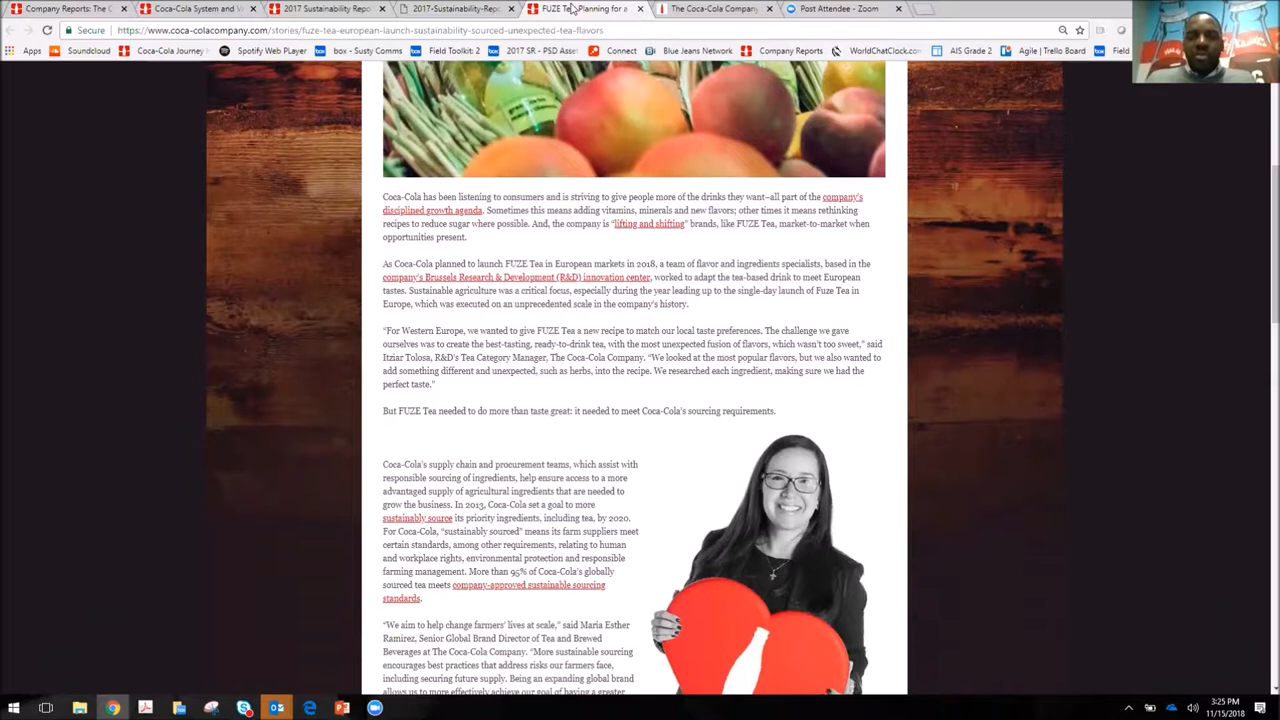 Company Reports: The C
Coca-Cola System and V
2017 Sustainability Repo
2017-Sustainability-Repo
FUZE Te Planning for a
The Coca-Cola Company
Post Attendee - Zoom
Secure https://www.coca-colacompany.com/stories/fuze-tea-european-launch-sustainability-sourced-unexpected-tea-flavors
Apps Soundcloud Coca-Cola Journey Spotify Web Player box - Susty Comms Field Toolkit 2 2017 SR - PSD Asset Connect Blue Jeans Network Company Reports WorldChatClock.com AIS Grade 2 Agile | Trello Board Field
Coca-Cola has been listening to consumers and is striving to give people more of the drinks they want–all part of the company's
disciplined growth agenda. Sometimes this means adding vitamins, minerals and new flavors; other times it means rethinking
recipes to reduce sugar where possible. And, the company is “lifting and shifting” brands, like FUZE Tea, market-to-market when
opportunities present.
As Coca-Cola planned to launch FUZE Tea in European markets in 2018, a team of flavor and ingredients specialists, based in the
company's Brussels Research & Development (R&D) innovation center, worked to adapt the tea-based drink to meet European
tastes. Sustainable agriculture was a critical focus, especially during the year leading up to the single-day launch of Fuze Tea in
Europe, which was executed on an unprecedented scale in the company's history.
“For Western Europe, we wanted to give FUZE Tea a new recipe to match our local taste preferences. The challenge we gave
ourselves was to create the best-tasting, ready-to-drink tea, with the most unexpected fusion of flavors, which wasn't too sweet,” said
Itziar Tolosa, R&D's Tea Category Manager, The Coca-Cola Company. “We looked at the most popular flavors, but we also wanted to
add something different and unexpected, such as herbs, into the recipe. We researched each ingredient, making sure we had the
perfect taste.”
But FUZE Tea needed to do more than taste great: it needed to meet Coca-Cola's sourcing requirements.
Coca-Cola's supply chain and procurement teams, which assist with
responsible sourcing of ingredients, help ensure access to a more
advanced supply of agricultural ingredients that are needed to
grow the business. In 2013, Coca-Cola set a goal to more
sustainably source its priority ingredients, including tea, by 2020.
For Coca-Cola, “sustainably sourced” means its farm suppliers meet
certain standards, among other requirements, relating to human
and workplace rights, environmental protection and responsible
farming management. More than 95% of Coca-Cola's globally
sourced tea meets company-approved sustainable sourcing
standards.
“We aim to help change farmers' lives at scale,” said Maria Esther
Ramirez, Senior Global Brand Director of Tea and Brewed
Beverages at The Coca-Cola Company. “More sustainable sourcing
encourages best practices that address risks our farmers face,
including securing future supply. Being an expanding global brand
allows us to more effectively achieve our goal of having a greater
3:25 PM
11/15/2018